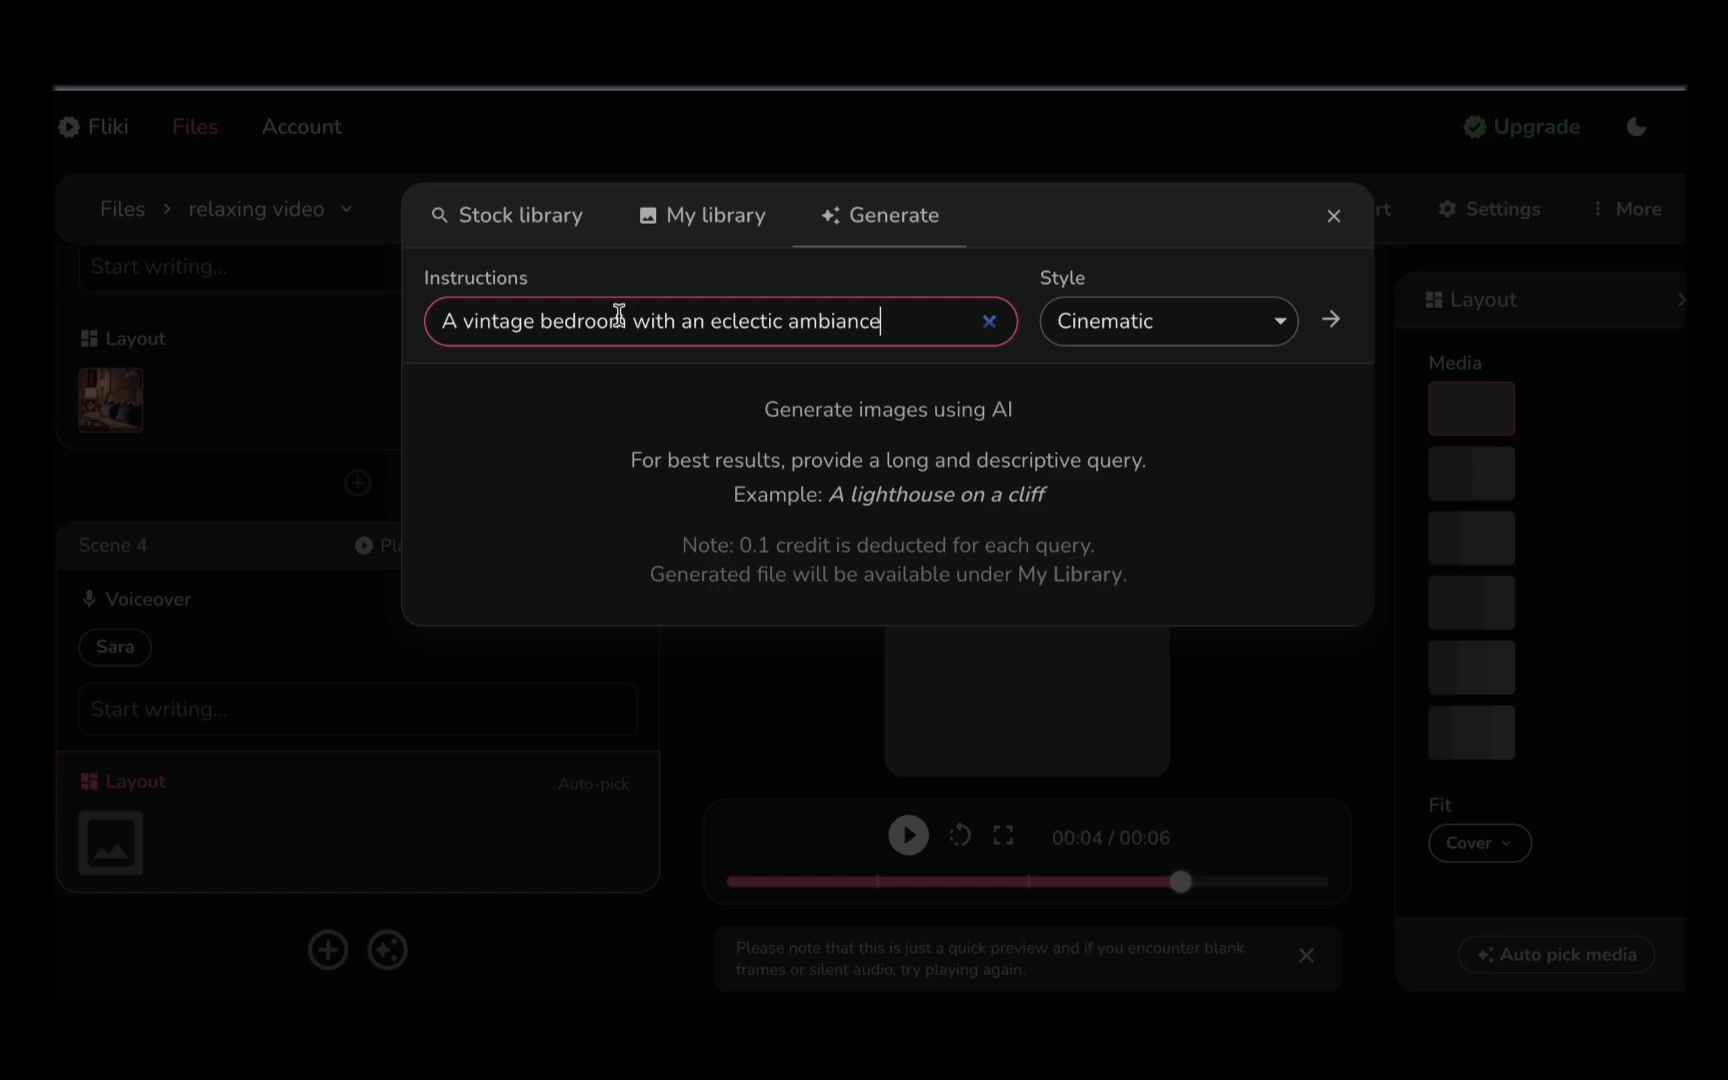 Fliki
Files
Account
Upgrade
Files
relaxing video
rt
Settings
More
Stock library
My library
Generate
Instructions
A vintage bedroom with an eclectic ambiance
Style
Cinematic
Generate images using AI
For best results, provide a long and descriptive query.
Example: A lighthouse on a cliff
Note: 0.1 credit is deducted for each query.
Generated file will be available under My Library.
Start writing...
Layout
Scene 4
Pla
Voiceover
Sara
Start writing...
Layout
Auto-pick
00:04 / 00:06
Please note that this is just a quick preview and if you encounter blank
frames or silent audio, try playing again.
Layout
Media
Fit
Cover
Auto pick media